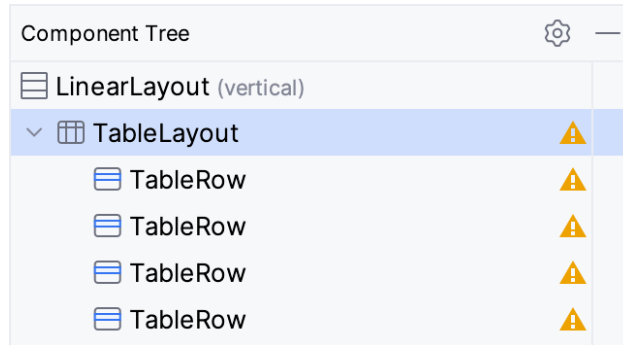 Component Tree
LinearLayout (vertical)
TableLayout
TableRow
TableRow
TableRow
TableRow